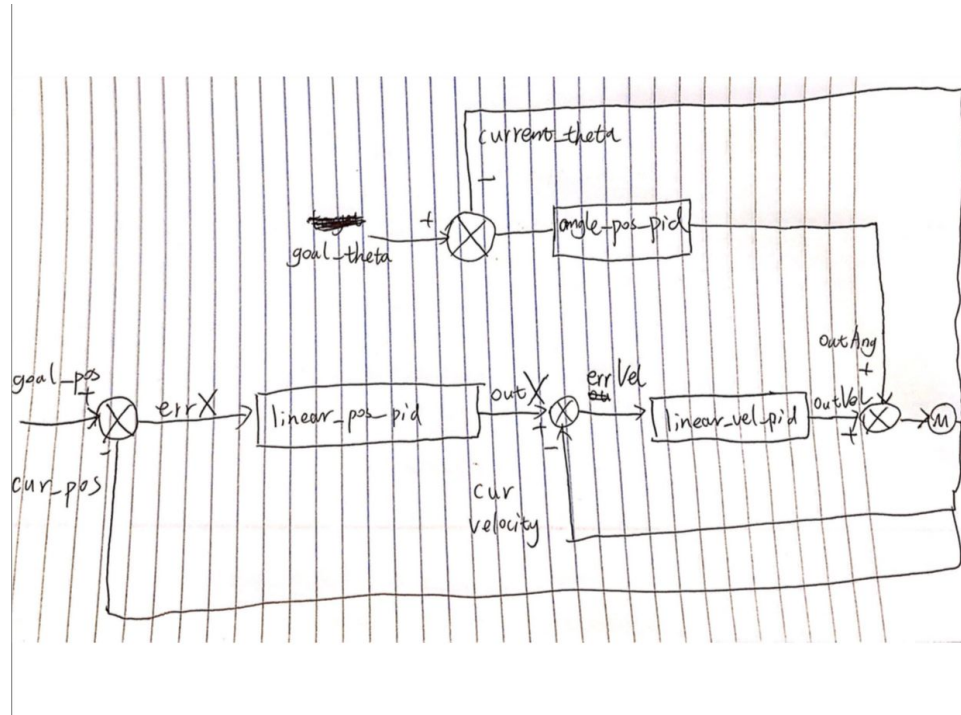 current_theta
-
+
goal_theta
angle_pos_pid
outAng
+
goal_pos
+
errX
linear_pos_pid
outX
+
errVel
linear_vel_pid
outVel
+
M
-
cur_pos
-
cur
velocity